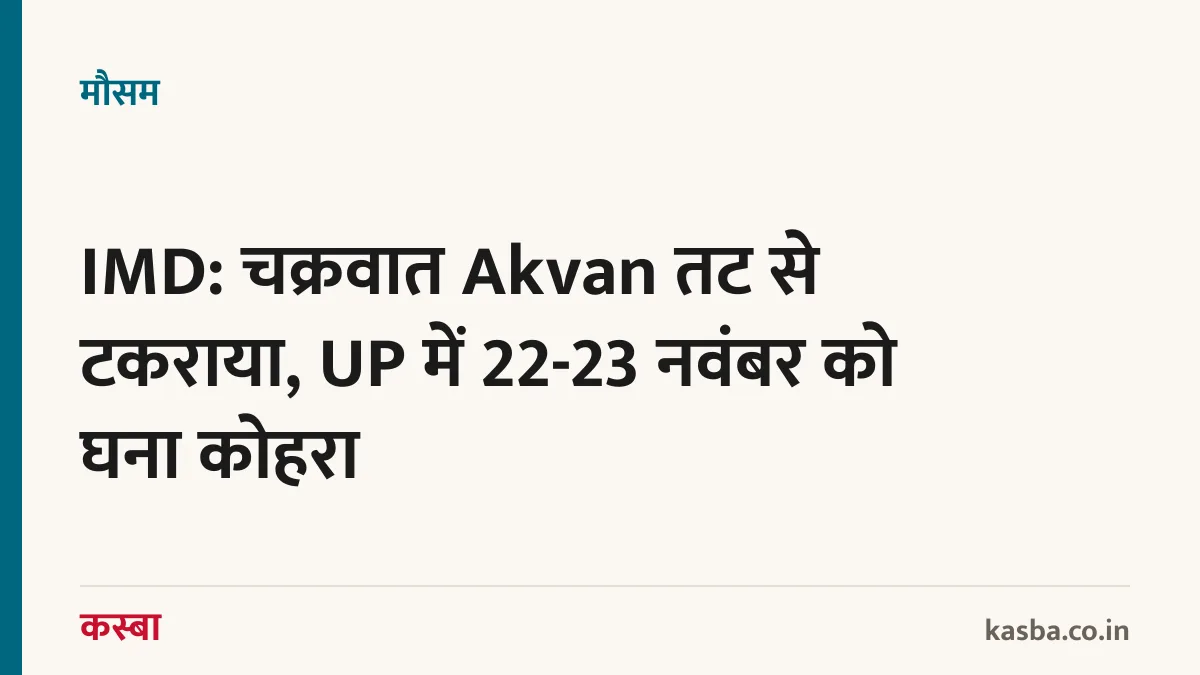 मौसम
IMD: चक्रवात Akvan तट से
टकराया, UP में 22-23 नवंबर को
घना कोहरा
कस्बा
kasba.co.in